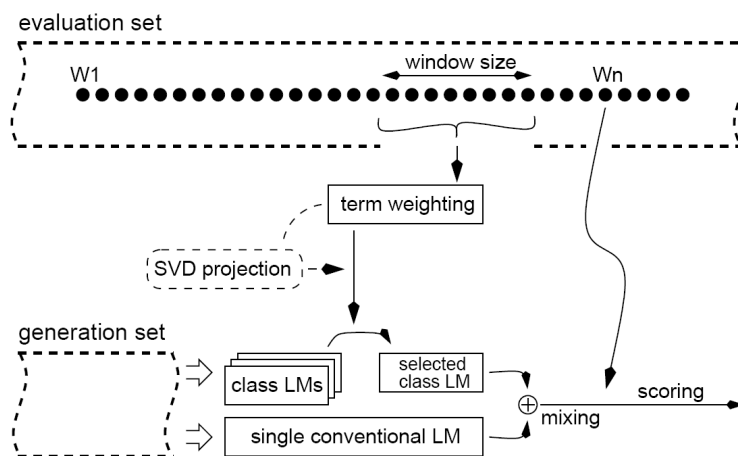 evaluation set
W1
window size
Wn
term weighting
SVD projection
generation set
class LMs
selected
class LM
scoring
mixing
single conventional LM